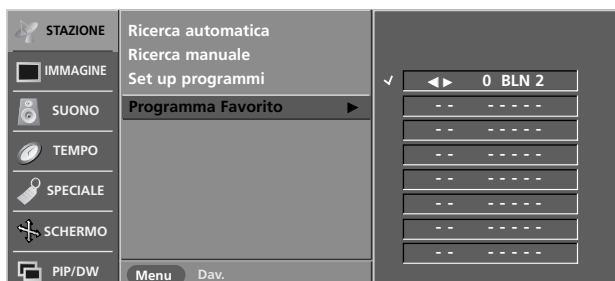 STAZIONE
IMMAGINE
SUONO
TEMPO
SPECIALE
SCHERMO
PIP/DW
Ricerca automatica
Ricerca manuale
Set up programmi
Programma Favorito ►
Menu Dav.
✓ ◄► 0 BLN 2
- - - - - - -
- - - - - - -
- - - - - - -
- - - - - - -
- - - - - - -
- - - - - - -
- - - - - - -